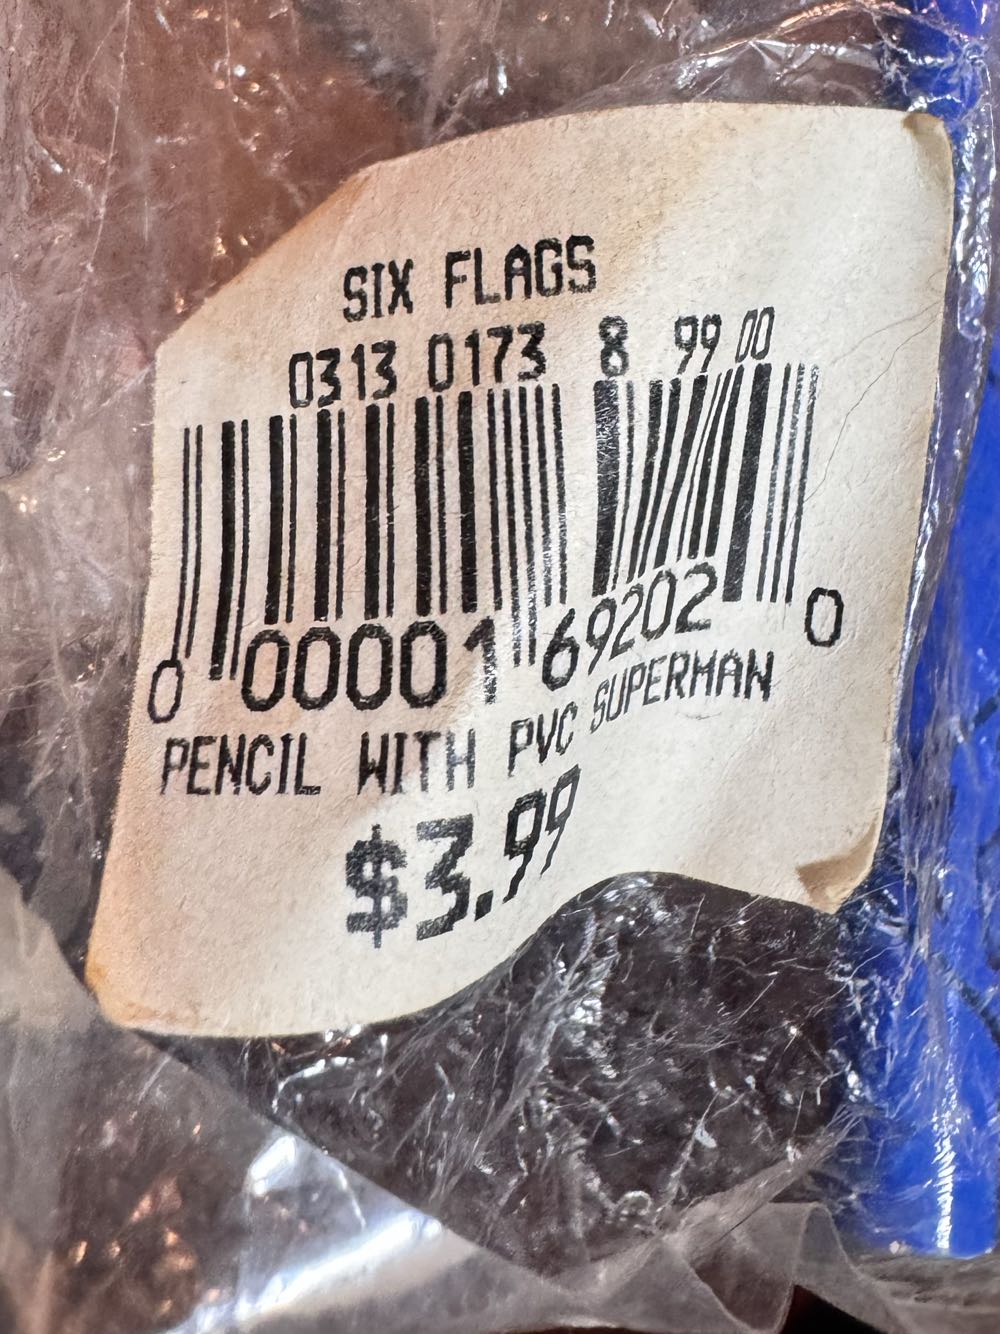 SIX FLAGS
0313 0173 8 99 00
0 00001 69202 0
PENCIL WITH PVC SUPERMAN
$3.99